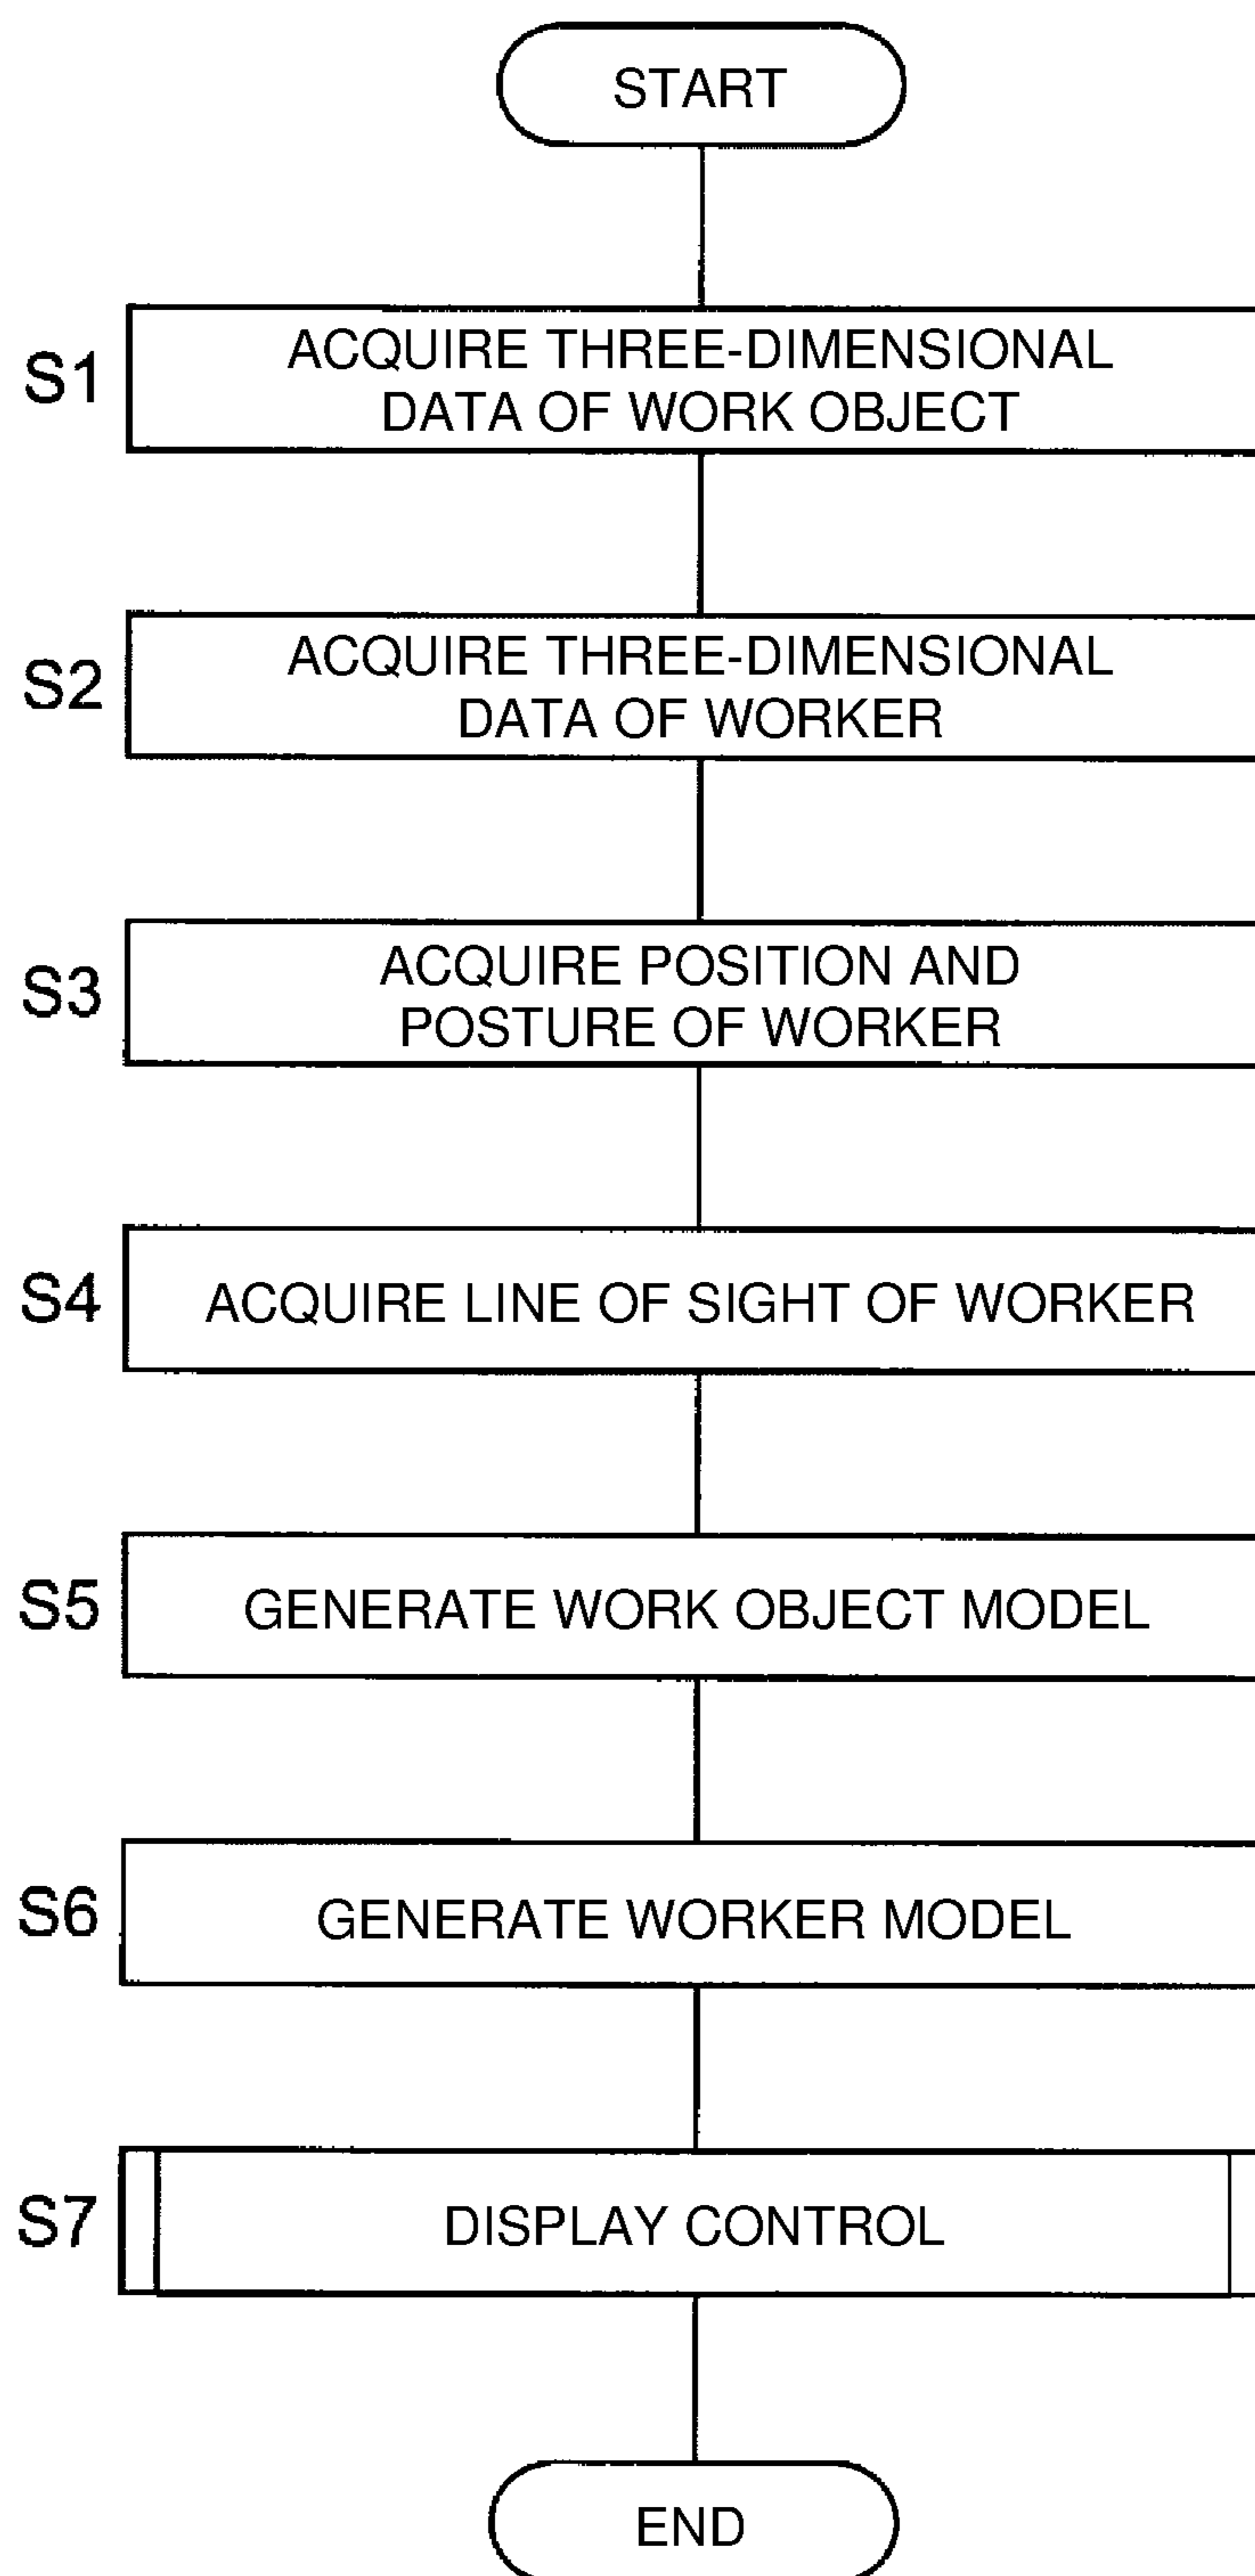 START
S1
ACQUIRE THREE-DIMENSIONAL
DATA OF WORK OBJECT
S2
ACQUIRE THREE-DIMENSIONAL
DATA OF WORKER
S3
ACQUIRE POSITION AND
POSTURE OF WORKER
S4
ACQUIRE LINE OF SIGHT OF WORKER
S5
GENERATE WORK OBJECT MODEL
S6
GENERATE WORKER MODEL
S7
DISPLAY CONTROL
END